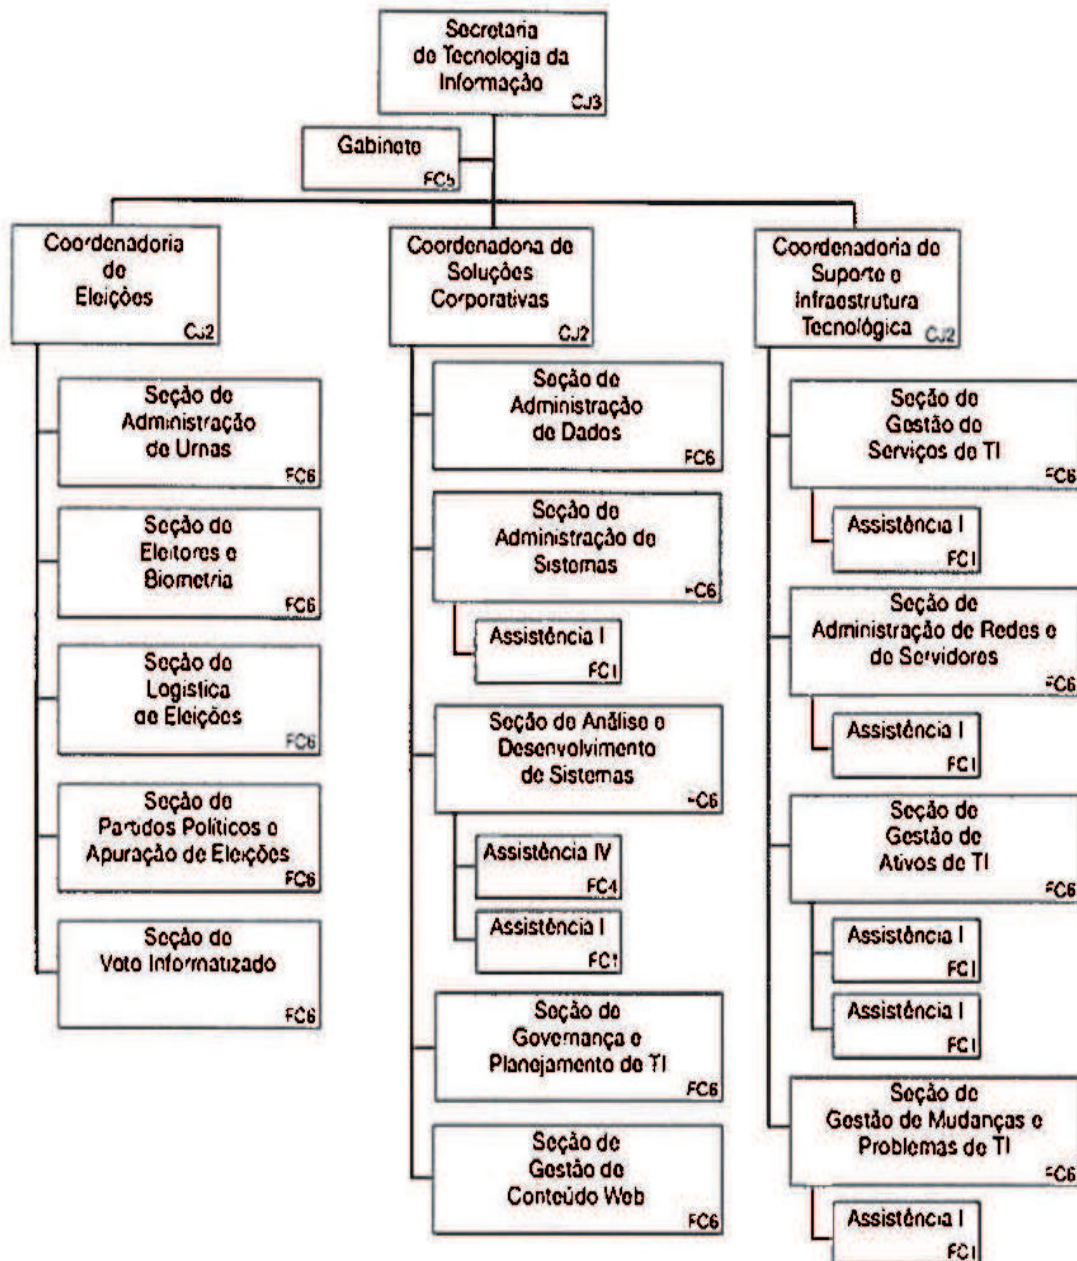 Secretaria
de Tecnologia da
Informação
CJ3
Gabinete
FC5
Coordenadoria
de
Eleições
CJ2
Seção de
Administração
de Urnas
FC6
Seção de
Eleitores e
Biometria
FC6
Seção de
Logística
de Eleições
FC6
Seção de
Partidos Políticos e
Apuração de Eleições
FC6
Seção de
Voto Informatizado
FC6
Coordenadoria de
Soluções
Corporativas
CJ2
Seção de
Administração
de Dados
FC6
Seção de
Administração de
Sistemas
FC6
Assistência I
FC1
Seção de Análise e
Desenvolvimento
de Sistemas
FC6
Assistência IV
FC4
Assistência I
FC1
Seção de
Governança e
Planejamento de TI
FC6
Seção de
Gestão de
Conteúdo Web
FC6
Coordenadoria de
Suporte e
Infraestrutura
Tecnológica
CJ2
Seção de
Gestão de
Serviços de TI
FC6
Assistência I
FC1
Seção de
Administração de Redes e
de Servidores
FC6
Assistência I
FC1
Seção de
Gestão de
Ativos de TI
FC6
Assistência I
FC1
Assistência I
FC1
Seção de
Gestão de Mudanças e
Problemas de TI
FC6
Assistência I
FC1